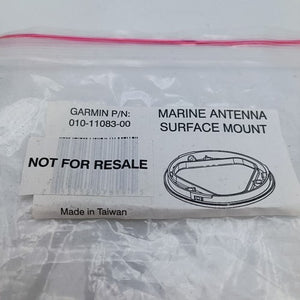 GARMIN P/N:
010-11083-00
MARINE ANTENNA
SURFACE MOUNT
NOT FOR RESALE
Made in Taiwan